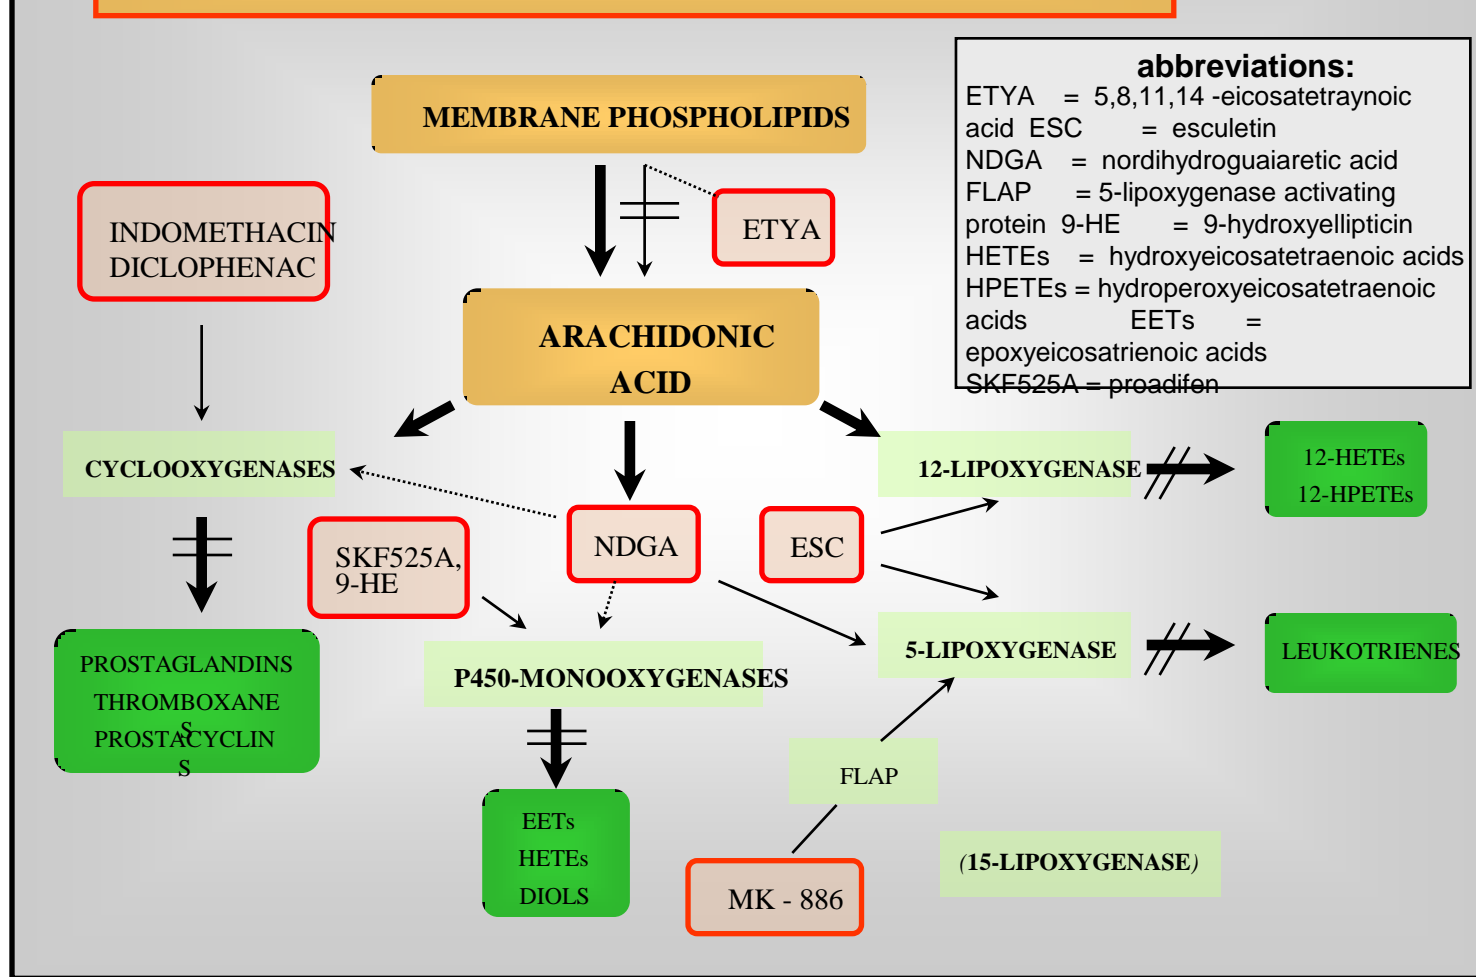 abbreviations:
ETYA = 5,8,11,14 -eicosatetraynoic
acid ESC = esculetin
NDGA = nordihydroguaiaretic acid
FLAP = 5-lipoxygenase activating
protein 9-HE = 9-hydroxyellipticin
HETEs = hydroxyeicosatetraenoic acids
HPETEs = hydroperoxyeicosatetraenoic
acids EETs =
epoxyeicosatrienoic acids
SKF525A = proadifen
MEMBRANE PHOSPHOLIPIDS
INDOMETHACIN
DICLOPHENAC
ETYA
ARACHIDONIC
ACID
CYCLOOXYGENASES
12-LIPOXYGENASE
12-HETEs
12-HPETEs
SKF525A,
9-HE
NDGA
ESC
PROSTAGLANDINS
THROMBOXANE
S
PROSTACYCLIN
S
P450-MONOOXYGENASES
5-LIPOXYGENASE
LEUKOTRIENES
FLAP
EETs
HETEs
DIOLS
MK - 886
(15-LIPOXYGENASE)